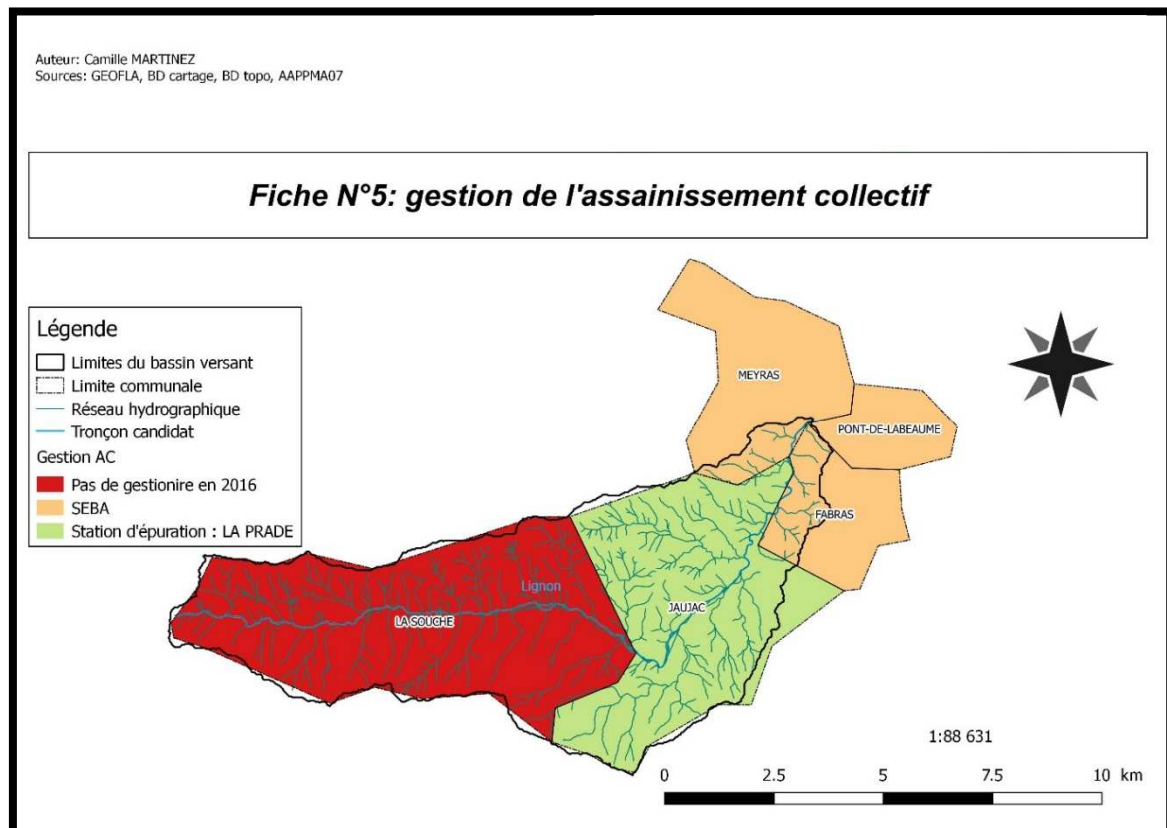 Auteur: Camille MARTINEZ
Sources: GEOFLA, BD cartage, BD topo, AAPPMA07
Fiche N°5: gestion de l'assainissement collectif
Légende
Limites du bassin versant
Limite communale
Réseau hydrographique
Tronçon candidat
Gestion AC
Pas de gestionire en 2016
SEBA
Station d'épuration : LA PRADE
MEYRAS
PONT-DE-LABEAUME
FABRAS
Lignon
JAUJAC
LA SOUCHE
1:88 631
0 2.5 5 7.5 10 km